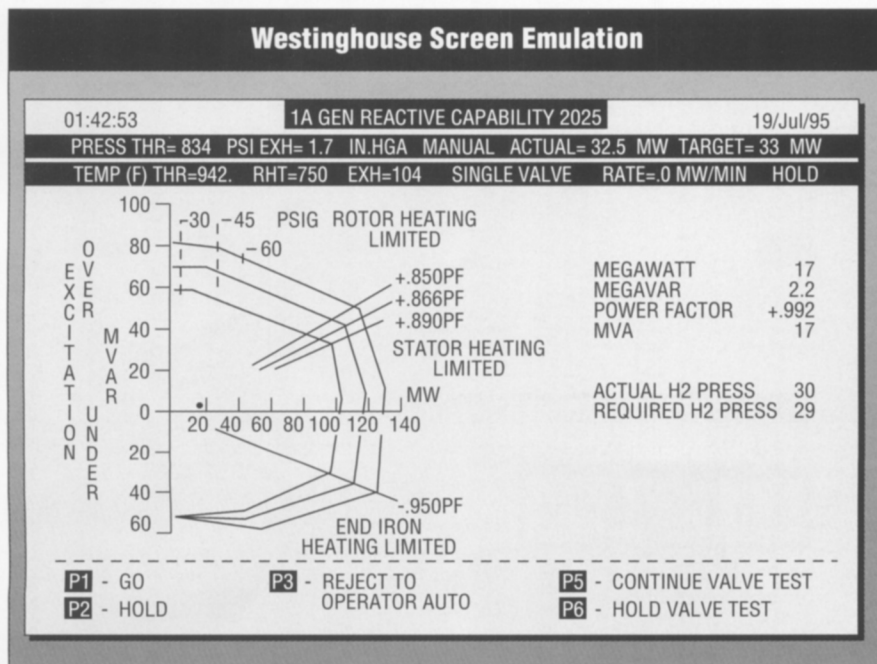 Westinghouse Screen Emulation
01:42:53
1A GEN REACTIVE CAPABILITY 2025
19/Jul/95
PRESS THR= 834 PSI EXH= 1.7 IN.HGA MANUAL ACTUAL= 32.5 MW TARGET= 33 MW
TEMP (F) THR=942. RHT=750 EXH=104 SINGLE VALVE RATE=.0 MW/MIN HOLD
EXCITATION
OVER
UNDER
MVAR
100
80
60
40
20
0
20
40
60
-30
-45
PSIG
-60
ROTOR HEATING
LIMITED
+.850PF
+.866PF
+.890PF
STATOR HEATING
LIMITED
MW
20 40 60 80 100 120 140
-.950PF
END IRON
HEATING LIMITED
MEGAWATT 17
MEGAVAR 2.2
POWER FACTOR +.992
MVA 17
ACTUAL H2 PRESS 30
REQUIRED H2 PRESS 29
P1 - GO
P2 - HOLD
P3 - REJECT TO
OPERATOR AUTO
P5 - CONTINUE VALVE TEST
P6 - HOLD VALVE TEST